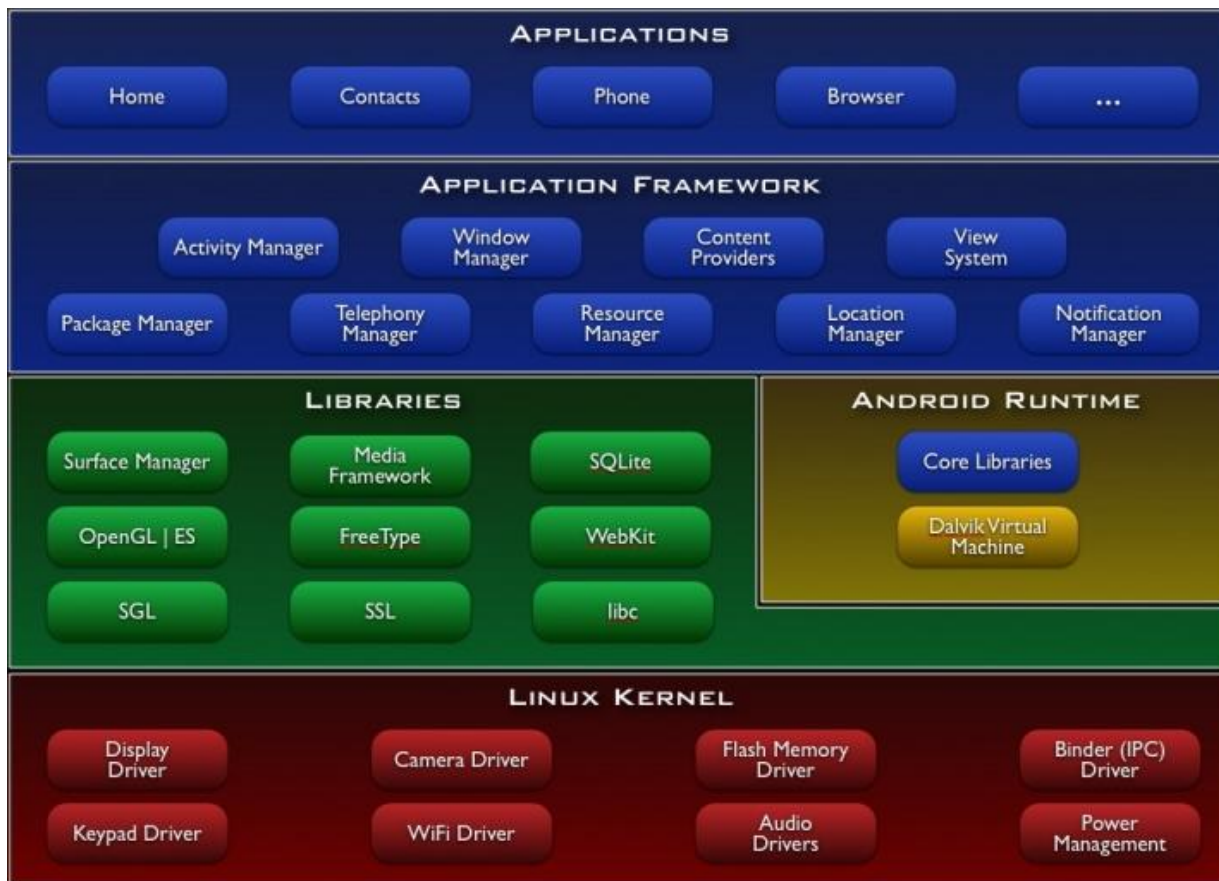 APPLICATIONS
Home
Contacts
Phone
Browser
...
APPLICATION FRAMEWORK
Activity Manager
Window
Manager
Content
Providers
View
System
Package Manager
Telephony
Manager
Resource
Manager
Location
Manager
Notification
Manager
LIBRARIES
Surface Manager
Media
Framework
SQLite
OpenGL | ES
FreeType
WebKit
SGL
SSL
libc
ANDROID RUNTIME
Core Libraries
Dalvik Virtual
Machine
LINUX KERNEL
Display
Driver
Camera Driver
Flash Memory
Driver
Binder (IPC)
Driver
Keypad Driver
WiFi Driver
Audio
Drivers
Power
Management